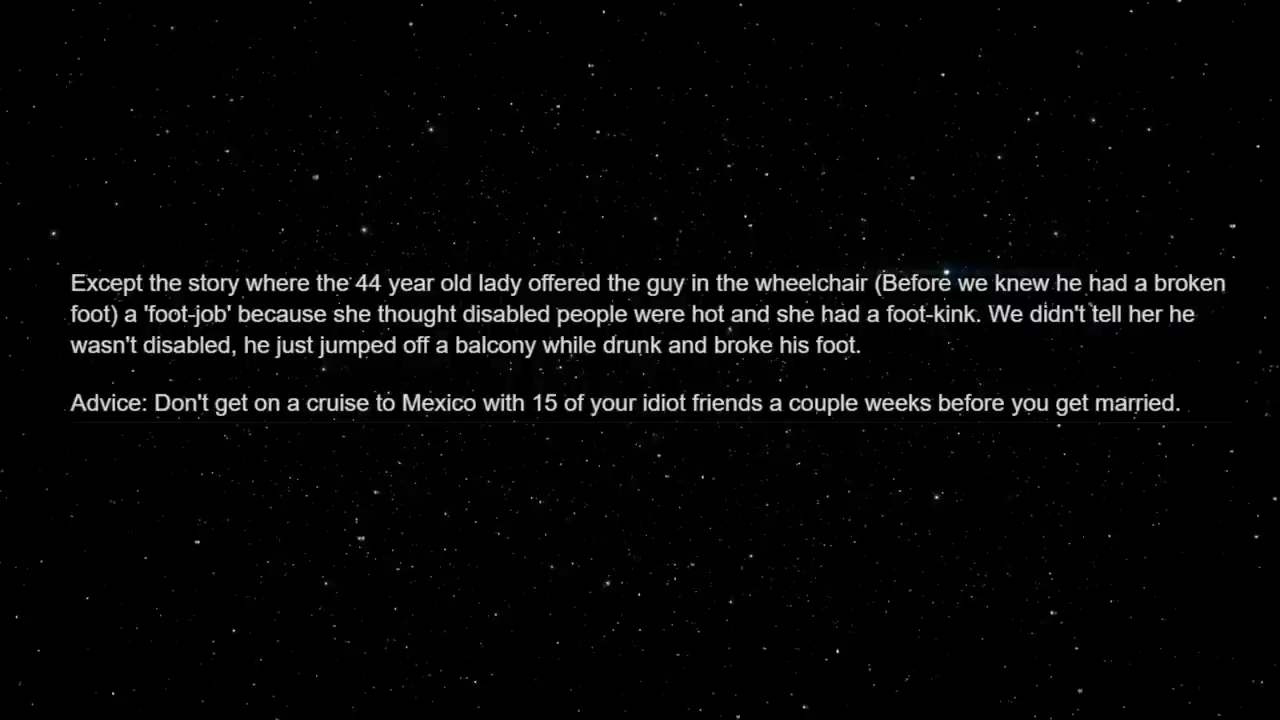 Except the story where the 44 year old lady offered the guy in the wheelchair (Before we knew he had a broken
foot) a 'foot-job' because she thought disabled people were hot and she had a foot-kink. We didn't tell her he
wasn't disabled, he just jumped off a balcony while drunk and broke his foot.
Advice: Don't get on a cruise to Mexico with 15 of your idiot friends a couple weeks before you get married.